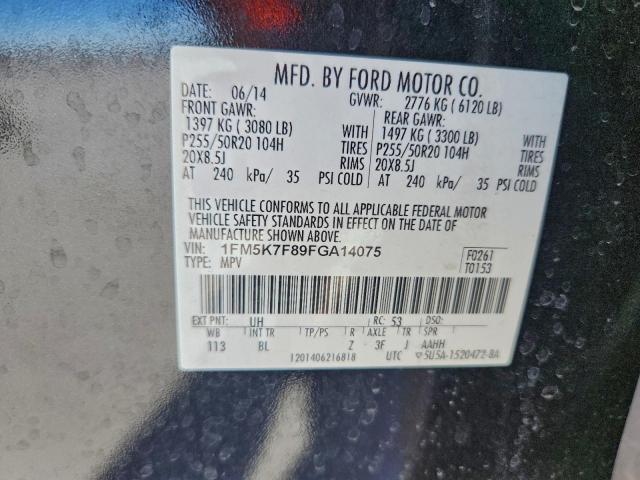 MFD. BY FORD MOTOR CO.
DATE: 06/14 GVWR: 2776 KG ( 6120 LB)
FRONT GAWR: REAR GAWR:
1397 KG ( 3080 LB) WITH 1497 KG ( 3300 LB) WITH
P255/50R20 104H TIRES P255/50R20 104H TIRES
20X8.5J RIMS 20X8.5J RIMS
AT 240 kPa/ 35 PSI COLD AT 240 kPa/ 35 PSI COLD
THIS VEHICLE CONFORMS TO ALL APPLICABLE FEDERAL MOTOR
VEHICLE SAFETY STANDARDS IN EFFECT ON THE DATE OF
MANUFACTURE SHOWN ABOVE.
VIN: 1FM5K7F89FGA14075 F0261
TYPE: MPV T0153
EXT PNT: UH RC: 53 DSO:
WB INT TR TP/PS R AXLE TR SPR
113 BL Z 3F J AAHH
1201406216818 UTC ▽5U5A-1520472-BA